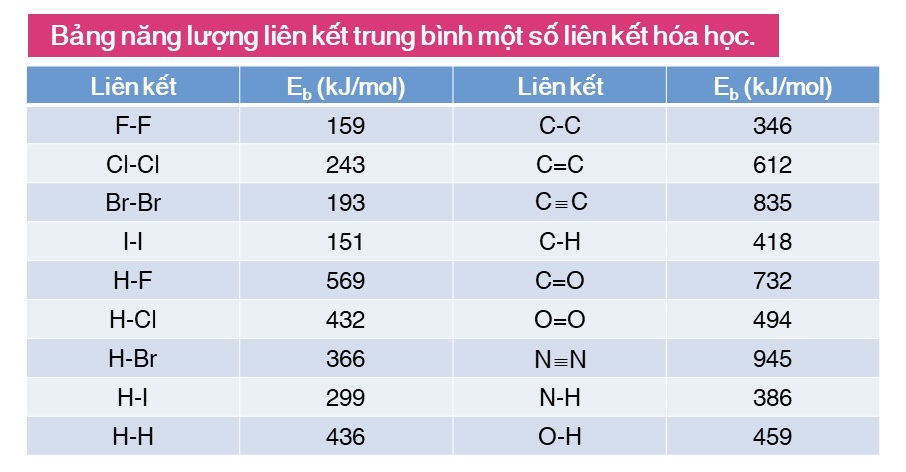 Bảng năng lượng liên kết trung bình một số liên kết hóa học.
Liên kết E_b (kJ/mol) Liên kết E_b (kJ/mol)
F-F 159 C-C 346
Cl-Cl 243 C=C 612
Br-Br 193 C≡C 835
I-I 151 C-H 418
H-F 569 C=O 732
H-Cl 432 O=O 494
H-Br 366 N≡N 945
H-I 299 N-H 386
H-H 436 O-H 459